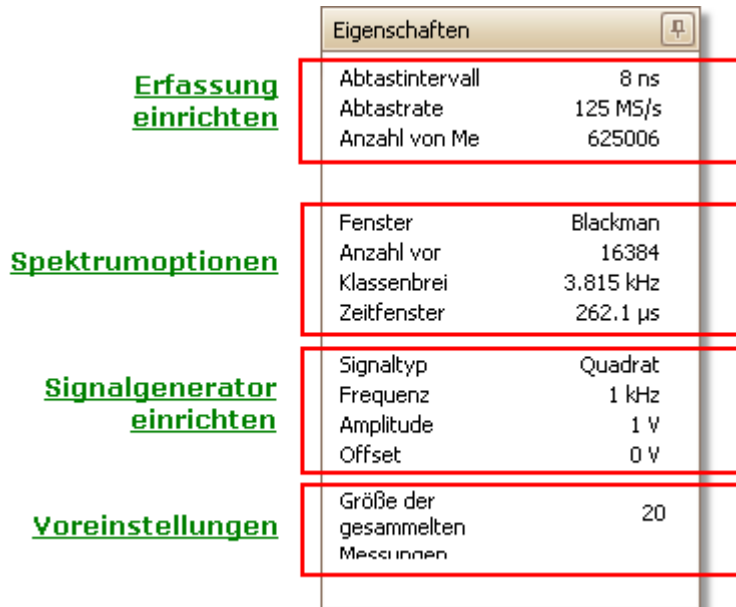 Eigenschaften
Erfassung
einrichten
Abtastintervall 8 ns
Abtastrate 125 MS/s
Anzahl von Me 625006
Spektrumoptionen
Fenster Blackman
Anzahl vor 16384
Klassenbrei 3.815 kHz
Zeitfenster 262.1 µs
Signalgenerator
einrichten
Signaltyp Quadrat
Frequenz 1 kHz
Amplitude 1 V
Offset 0 V
Voreinstellungen
Größe der
gesammelten 20
Messungen